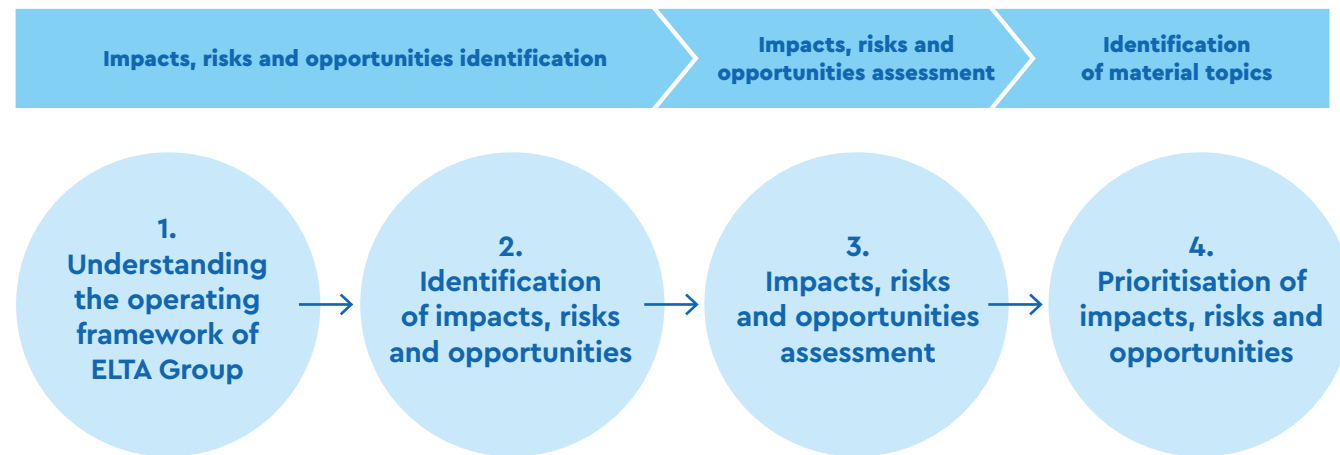 Impacts, risks and opportunities identification
Impacts, risks and
opportunities assessment
Identification
of material topics
1.
Understanding
the operating
framework of
ELTA Group
2.
Identification
of impacts, risks
and opportunities
3.
Impacts, risks
and opportunities
assessment
4.
Prioritisation of
impacts, risks and
opportunities